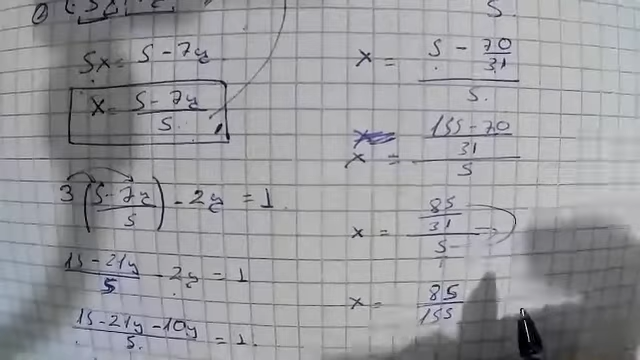 5x = 5 - 7y
x = (5 - 7y)/5
3((5 - 7y)/5) - 2y = 1
(15 - 21y)/5 - 2y = 1
(15 - 21y - 10y)/5 = 1
5
x = (5 - 70/31)/5
x = ((155 - 70)/31)/5
x = (85/31)/5
x = 85/155